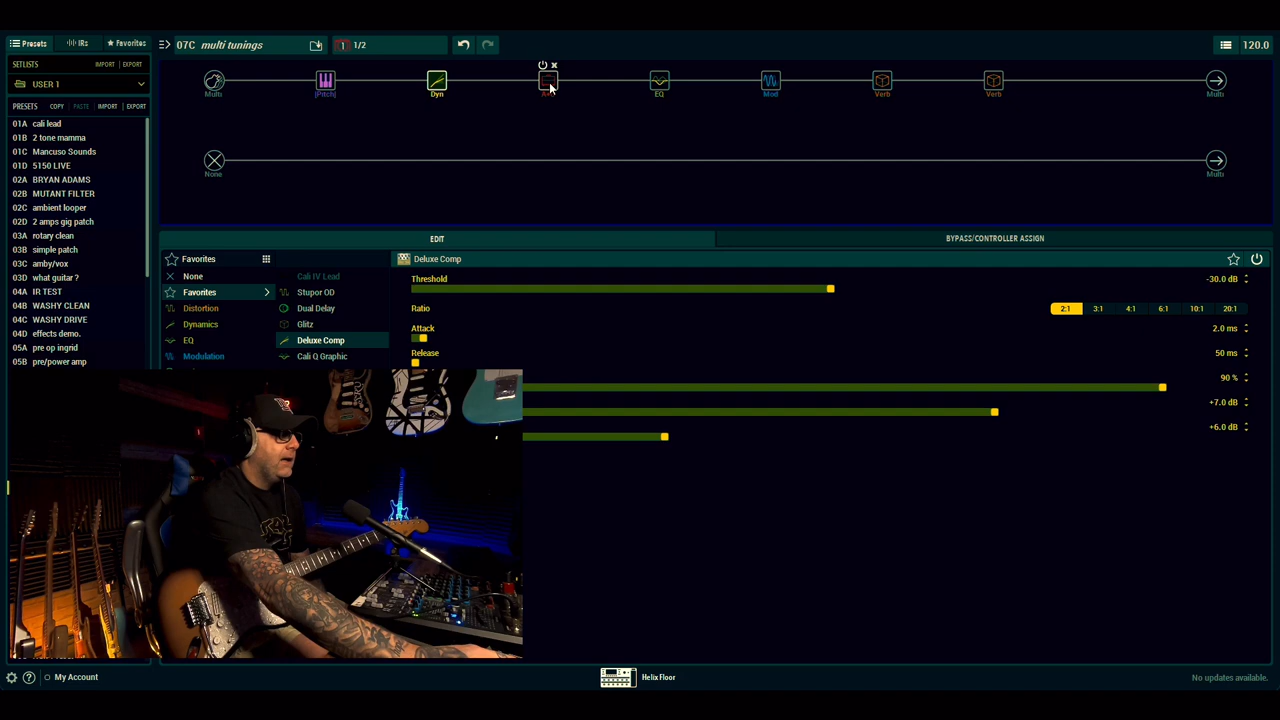 Presets IRs Favorites
07C multi tunings 1 1/2 120.0
SETLISTS IMPORT EXPORT
USER 1
PRESETS COPY PASTE IMPORT EXPORT
01A cali lead
01B 2 tone mamma
01C Mancuso Sounds
01D 5150 LIVE
02A BRYAN ADAMS
02B MUTANT FILTER
02C ambient looper
02D 2 amps gig patch
03A rotary clean
03B simple patch
03C amby/vox
03D what guitar ?
04A IR TEST
04B WASHY CLEAN
04C WASHY DRIVE
04D effects demo.
05A pre op ingrid
05B pre/power amp
Multi |Pitch| Dyn EQ Mod Verb Verb Multi
None Multi
EDIT BYPASS/CONTROLLER ASSIGN
Favorites
None
Favorites
Distortion
Dynamics
EQ
Modulation
Cali IV Lead
Stupor OD
Dual Delay
Glitz
Deluxe Comp
Cali Q Graphic
Deluxe Comp
Threshold -30.0 dB
Ratio 2:1 3:1 4:1 6:1 10:1 20:1
Attack 2.0 ms
Release 50 ms
90 %
+7.0 dB
+6.0 dB
My Account Helix Floor No updates available.